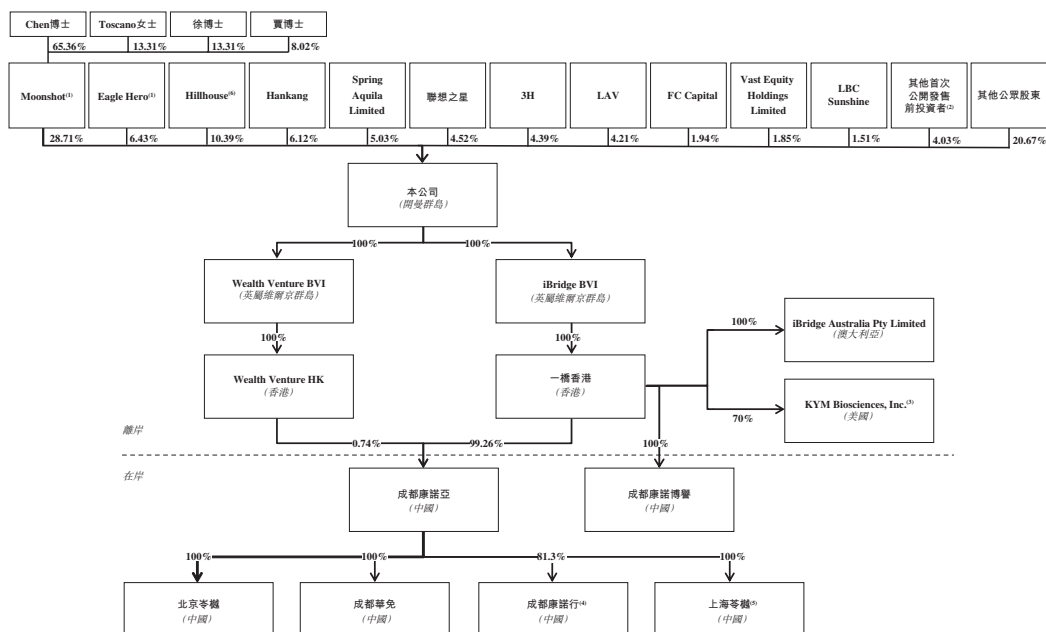 Chen博士
Toscano女士
徐博士
賈博士
65.36%
13.31%
13.31%
8.02%
Moonshot(1)
Eagle Hero(1)
Hillhouse(6)
Hankang
Spring
Aquila
Limited
聯想之星
3H
LAV
FC Capital
Vast Equity
Holdings
Limited
LBC
Sunshine
其他首次
公開發售
前投資者(2)
其他公眾股東
28.71%
6.43%
10.39%
6.12%
5.03%
4.52%
4.39%
4.21%
1.94%
1.85%
1.51%
4.03%
20.67%
本公司
(開曼群島)
100%
100%
Wealth Venture BVI
(英屬維爾京群島)
iBridge BVI
(英屬維爾京群島)
100%
100%
100%
iBridge Australia Pty Limited
(澳大利亞)
Wealth Venture HK
(香港)
一橋香港
(香港)
70%
KYM Biosciences, Inc.(3)
(美國)
離岸
0.74%
99.26%
100%
在岸
成都康諾亞
(中國)
成都康諾博譽
(中國)
100%
100%
81.3%
100%
北京岺樾
(中國)
成都華免
(中國)
成都康諾行(4)
(中國)
上海苓樾(5)
(中國)